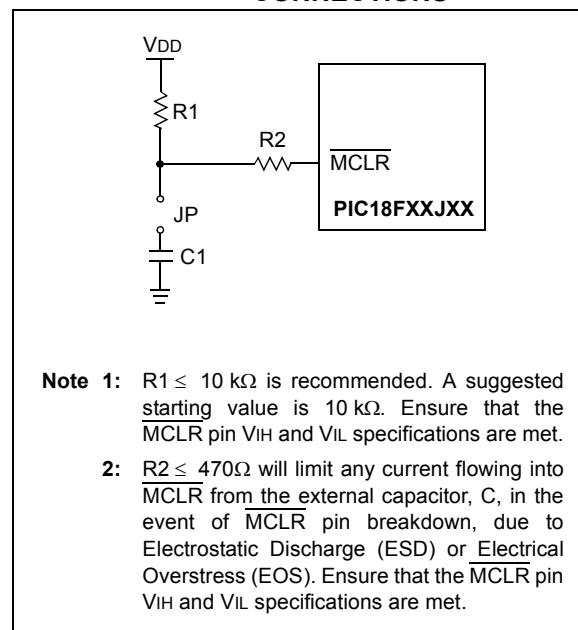 VDD
R1
R2
MCLR
PIC18FXXJXX
JP
C1
Note 1: R1 ≤ 10 kΩ is recommended. A suggested
starting value is 10 kΩ. Ensure that the
MCLR pin VIH and VIL specifications are met.
2: R2 ≤ 470Ω will limit any current flowing into
MCLR from the external capacitor, C, in the
event of MCLR pin breakdown, due to
Electrostatic Discharge (ESD) or Electrical
Overstress (EOS). Ensure that the MCLR pin
VIH and VIL specifications are met.